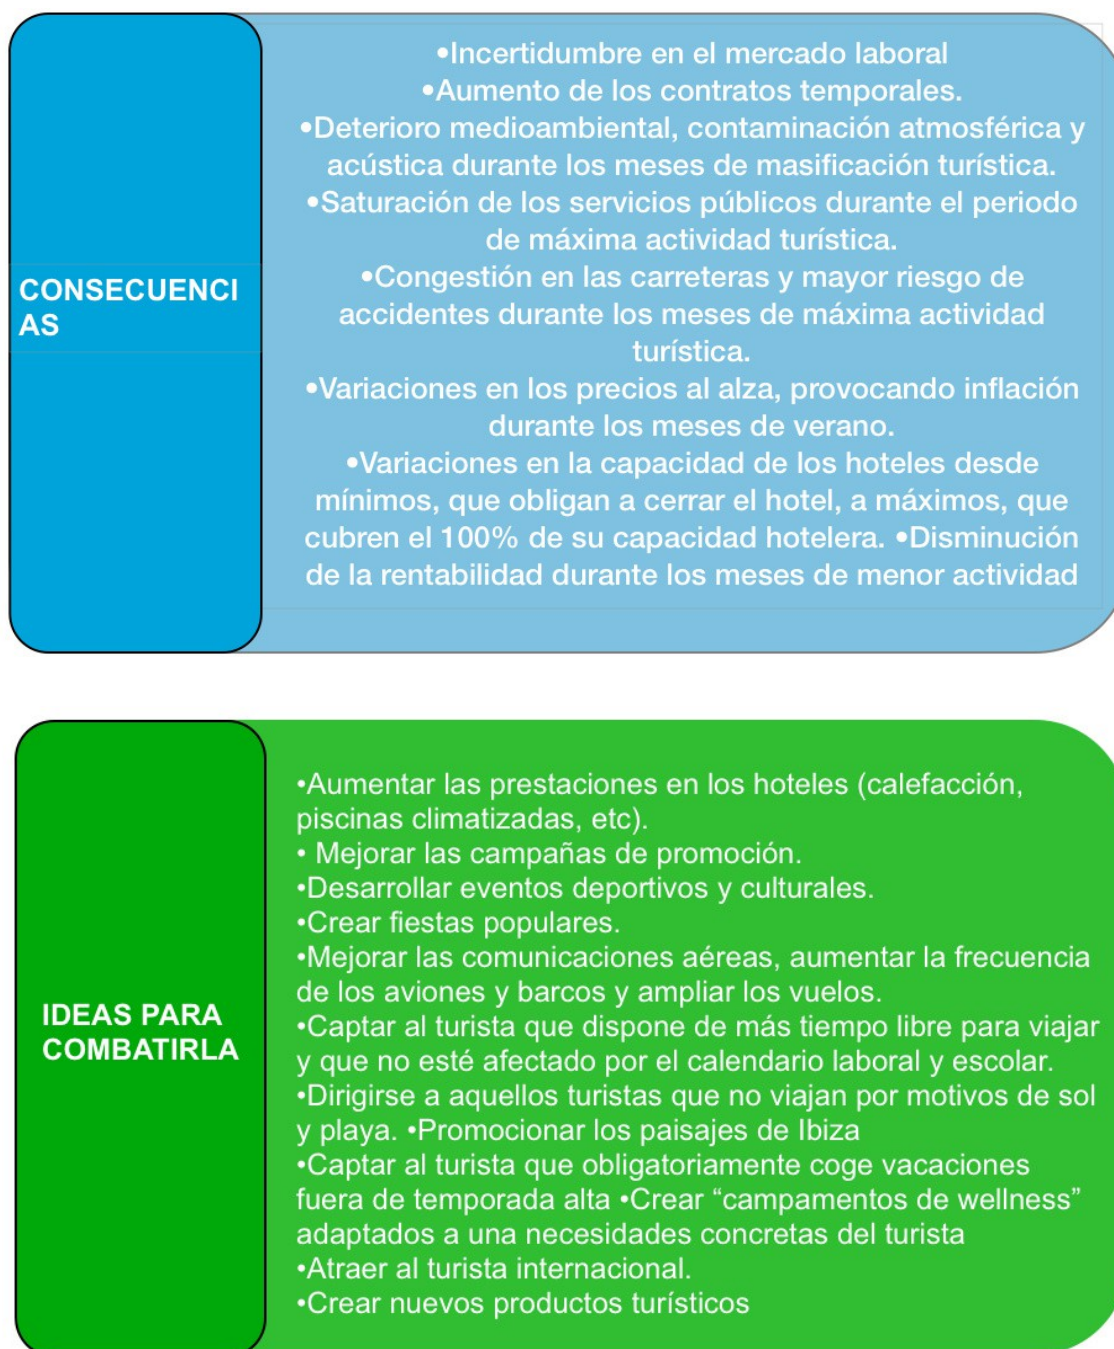 CONSECUENCI
AS
•Incertidumbre en el mercado laboral
•Aumento de los contratos temporales.
•Deterioro medioambiental, contaminación atmosférica y
acústica durante los meses de masificación turística.
•Saturación de los servicios públicos durante el periodo
de máxima actividad turística.
•Congestión en las carreteras y mayor riesgo de
accidentes durante los meses de máxima actividad
turística.
•Variaciones en los precios al alza, provocando inflación
durante los meses de verano.
•Variaciones en la capacidad de los hoteles desde
mínimos, que obligan a cerrar el hotel, a máximos, que
cubren el 100% de su capacidad hotelera. •Disminución
de la rentabilidad durante los meses de menor actividad
IDEAS PARA
COMBATIRLA
•Aumentar las prestaciones en los hoteles (calefacción,
piscinas climatizadas, etc).
• Mejorar las campañas de promoción.
•Desarrollar eventos deportivos y culturales.
•Crear fiestas populares.
•Mejorar las comunicaciones aéreas, aumentar la frecuencia
de los aviones y barcos y ampliar los vuelos.
•Captar al turista que dispone de más tiempo libre para viajar
y que no esté afectado por el calendario laboral y escolar.
•Dirigirse a aquellos turistas que no viajan por motivos de sol
y playa. •Promocionar los paisajes de Ibiza
•Captar al turista que obligatoriamente coge vacaciones
fuera de temporada alta •Crear “campamentos de wellness”
adaptados a una necesidades concretas del turista
•Atraer al turista internacional.
•Crear nuevos productos turísticos